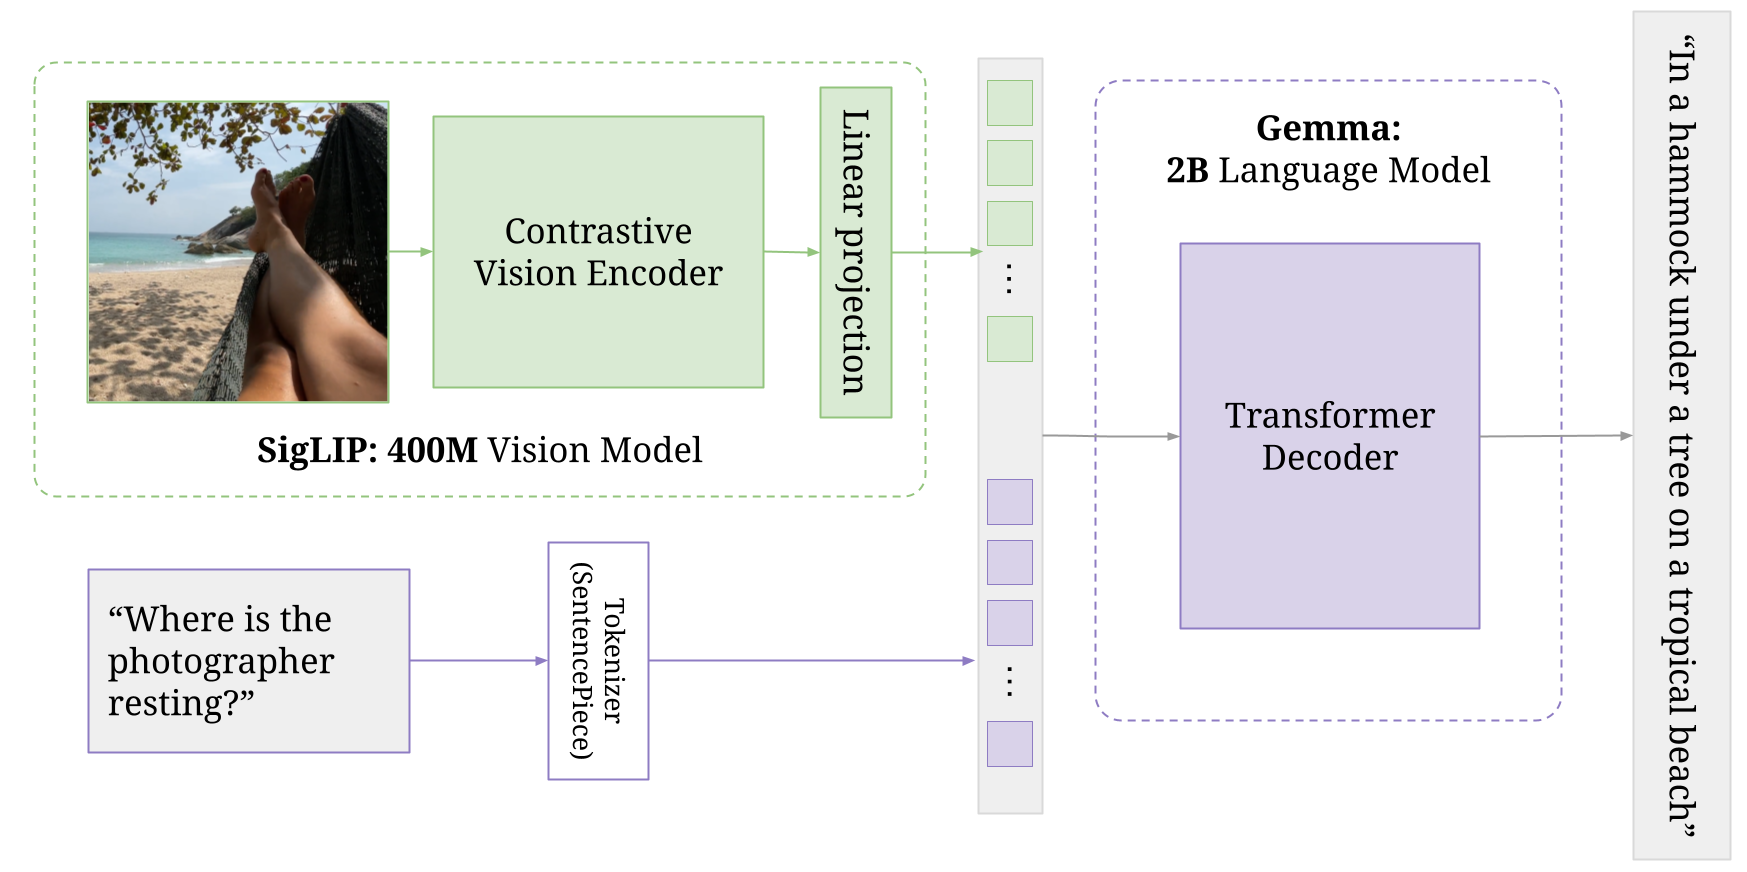 Contrastive
Vision Encoder
Linear projection
SigLIP: 400M Vision Model
“Where is the
photographer
resting?”
Tokenizer
(SentencePiece)
...
...
Gemma:
2B Language Model
Transformer
Decoder
“In a hammock under a tree on a tropical beach”